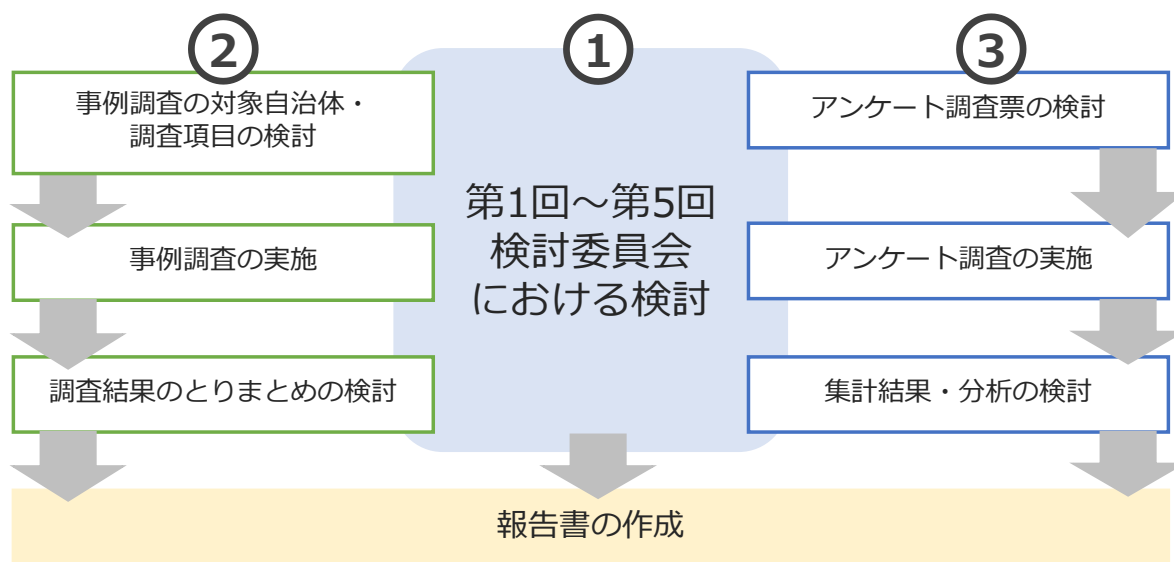 ②
①
③
事例調査の対象自治体・
調査項目の検討
事例調査の実施
調査結果のとりまとめの検討
第1回~第5回
検討委員会
における検討
アンケート調査票の検討
アンケート調査の実施
集計結果・分析の検討
報告書の作成